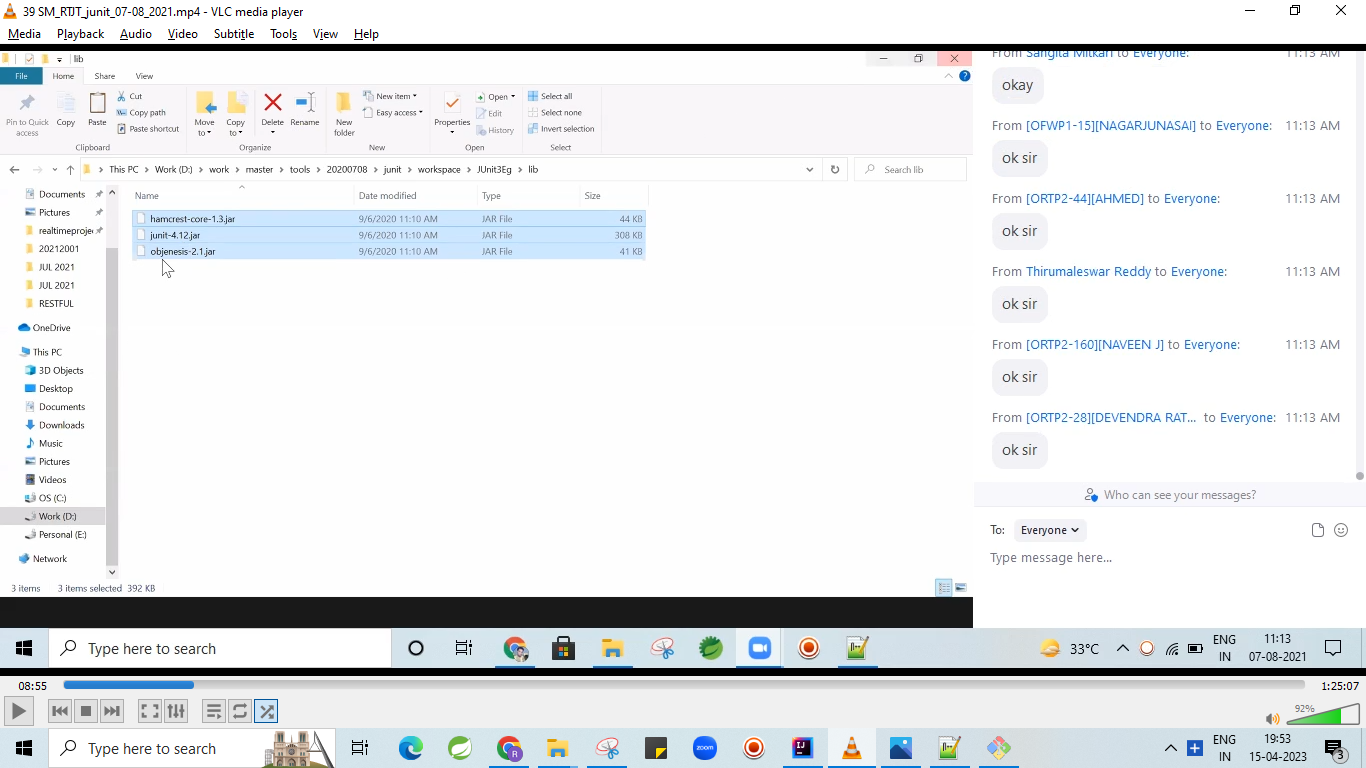 39 SM_RTJT_junit_07-08_2021.mp4 - VLC media player
Media Playback Audio Video Subtitle Tools View Help
lib
File Home Share View
Pin to Quick access
Copy
Paste
Cut
Copy path
Paste shortcut
Clipboard
Move to
Copy to
Delete
Rename
Organize
New folder
New item
Easy access
New
Properties
Open
Edit
History
Open
Select all
Select none
Invert selection
Select
This PC > Work (D:) > work > master > tools > 20200708 > junit > workspace > JUnit3Eg > lib
Search lib
Documents
Pictures
realtimeproje
20212001
JUL 2021
JUL 2021
RESTFUL
OneDrive
This PC
3D Objects
Desktop
Documents
Downloads
Music
Pictures
Videos
OS (C:)
Work (D:)
Personal (E:)
Network
Name Date modified Type Size
hamcrest-core-1.3.jar 9/6/2020 11:10 AM JAR File 44 KB
junit-4.12.jar 9/6/2020 11:10 AM JAR File 308 KB
objenesis-2.1.jar 9/6/2020 11:10 AM JAR File 41 KB
3 items 3 items selected 392 KB
From Sangita Mitkari to Everyone: 11:13 AM
okay
From [OFWP1-15][NAGARJUNASAI] to Everyone: 11:13 AM
ok sir
From [ORTP2-44][AHMED] to Everyone: 11:13 AM
ok sir
From Thirumaleswar Reddy to Everyone: 11:13 AM
ok sir
From [ORTP2-160][NAVEEN J] to Everyone: 11:13 AM
ok sir
From [ORTP2-28][DEVENDRA RAT... to Everyone: 11:13 AM
ok sir
Who can see your messages?
To: Everyone
Type message here...
Type here to search
33°C
ENG
IN
11:13
07-08-2021
08:55
1:25:07
92%
Type here to search
zoom
ENG
IN
19:53
15-04-2023
3